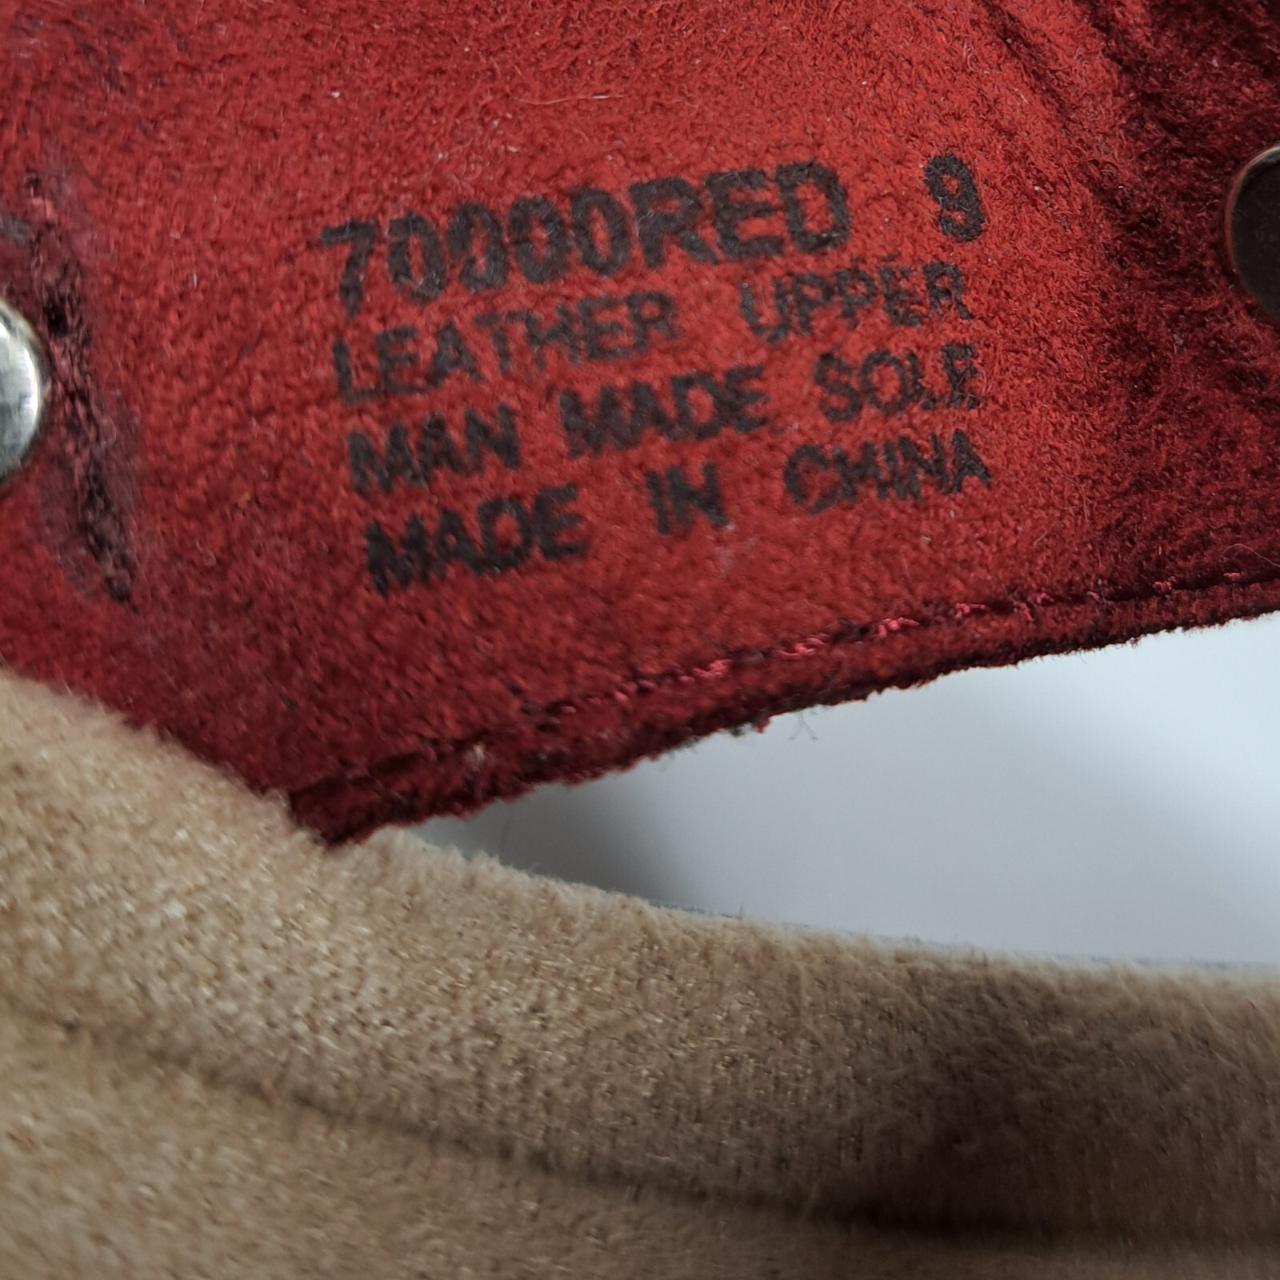 70000RED 9
LEATHER UPPER
MAN MADE SOLE
MADE IN CHINA